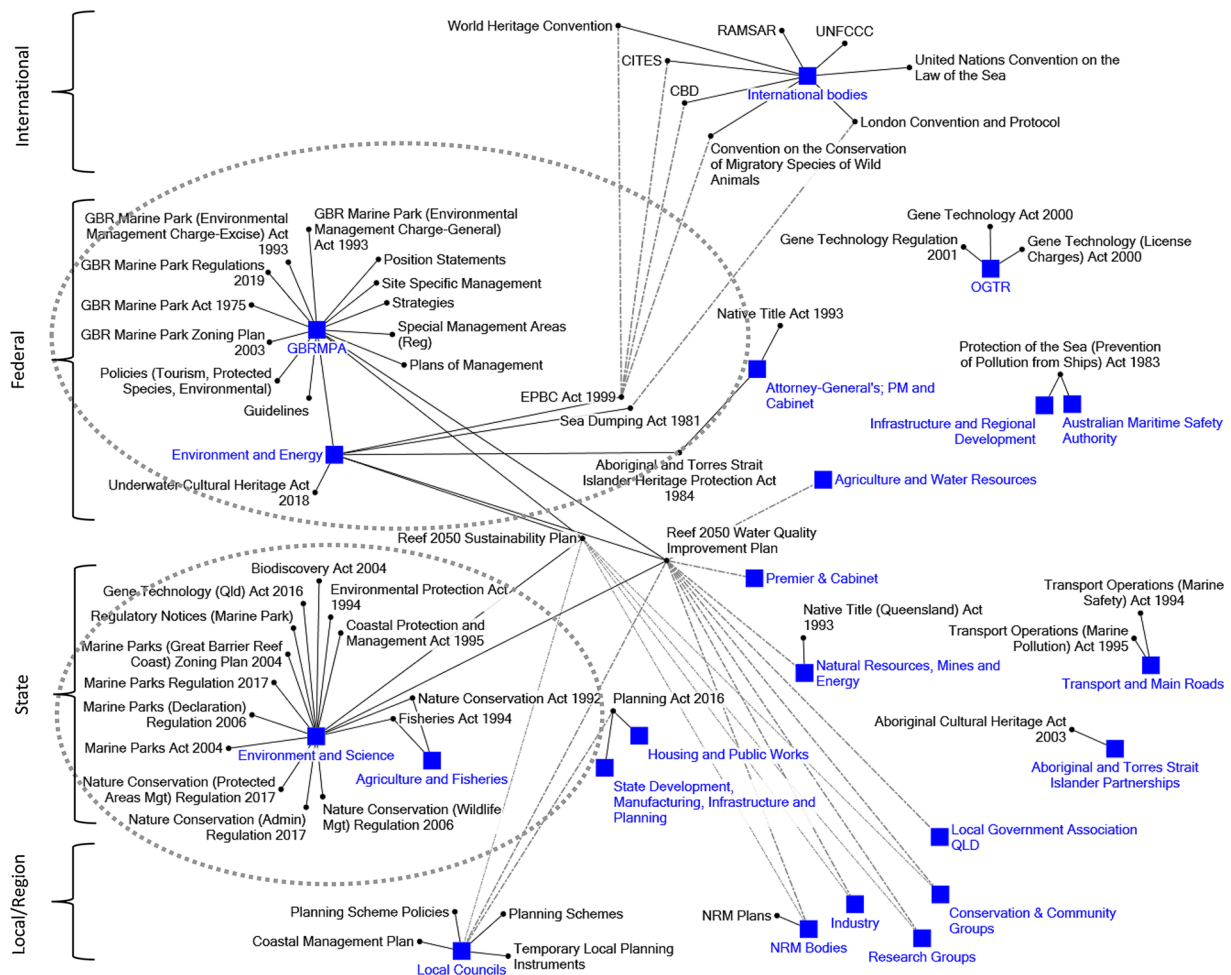 International
World Heritage Convention
RAMSAR
UNFCCC
CITES
United Nations Convention on the
Law of the Sea
CBD
International bodies
London Convention and Protocol
Convention on the Conservation
of Migratory Species of Wild
Animals
Federal
GBR Marine Park (Environmental
Management Charge-Excise) Act
1993
GBR Marine Park (Environmental
Management Charge-General)
Act 1993
GBR Marine Park Regulations
2019
Position Statements
Site Specific Management
GBR Marine Park Act 1975
Strategies
GBR Marine Park Zoning Plan
2003
Special Management Areas
(Reg)
GBRMPA
Plans of Management
Policies (Tourism, Protected
Species, Environmental)
Guidelines
EPBC Act 1999
Sea Dumping Act 1981
Environment and Energy
Underwater Cultural Heritage Act
2018
Aboriginal and Torres Strait
Islander Heritage Protection Act
1984
Native Title Act 1993
Attorney-General's; PM and
Cabinet
Gene Technology Act 2000
Gene Technology Regulation
2001
Gene Technology (License
Charges) Act 2000
OGTR
Protection of the Sea (Prevention
of Pollution from Ships) Act 1983
Infrastructure and Regional
Development
Australian Maritime Safety
Authority
Agriculture and Water Resources
Reef 2050 Sustainability Plan
Reef 2050 Water Quality
Improvement Plan
Premier & Cabinet
State
Biodiscovery Act 2004
Gene Technology (Qld) Act 2016
Environmental Protection Act
1994
Regulatory Notices (Marine Park)
Coastal Protection and
Management Act 1995
Marine Parks (Great Barrier Reef
Coast) Zoning Plan 2004
Marine Parks Regulation 2017
Marine Parks (Declaration)
Regulation 2006
Nature Conservation Act 1992
Fisheries Act 1994
Marine Parks Act 2004
Environment and Science
Agriculture and Fisheries
Nature Conservation (Protected
Areas Mgt) Regulation 2017
Nature Conservation (Admin)
Regulation 2017
Nature Conservation (Wildlife
Mgt) Regulation 2006
Planning Act 2016
Housing and Public Works
State Development,
Manufacturing, Infrastructure and
Planning
Native Title (Queensland) Act
1993
Natural Resources, Mines and
Energy
Transport Operations (Marine
Safety) Act 1994
Transport Operations (Marine
Pollution) Act 1995
Transport and Main Roads
Aboriginal Cultural Heritage Act
2003
Aboriginal and Torres Strait
Islander Partnerships
Local Government Association
QLD
Local/Region
Planning Scheme Policies
Planning Schemes
Coastal Management Plan
Temporary Local Planning
Instruments
Local Councils
NRM Plans
NRM Bodies
Industry
Research Groups
Conservation & Community
Groups